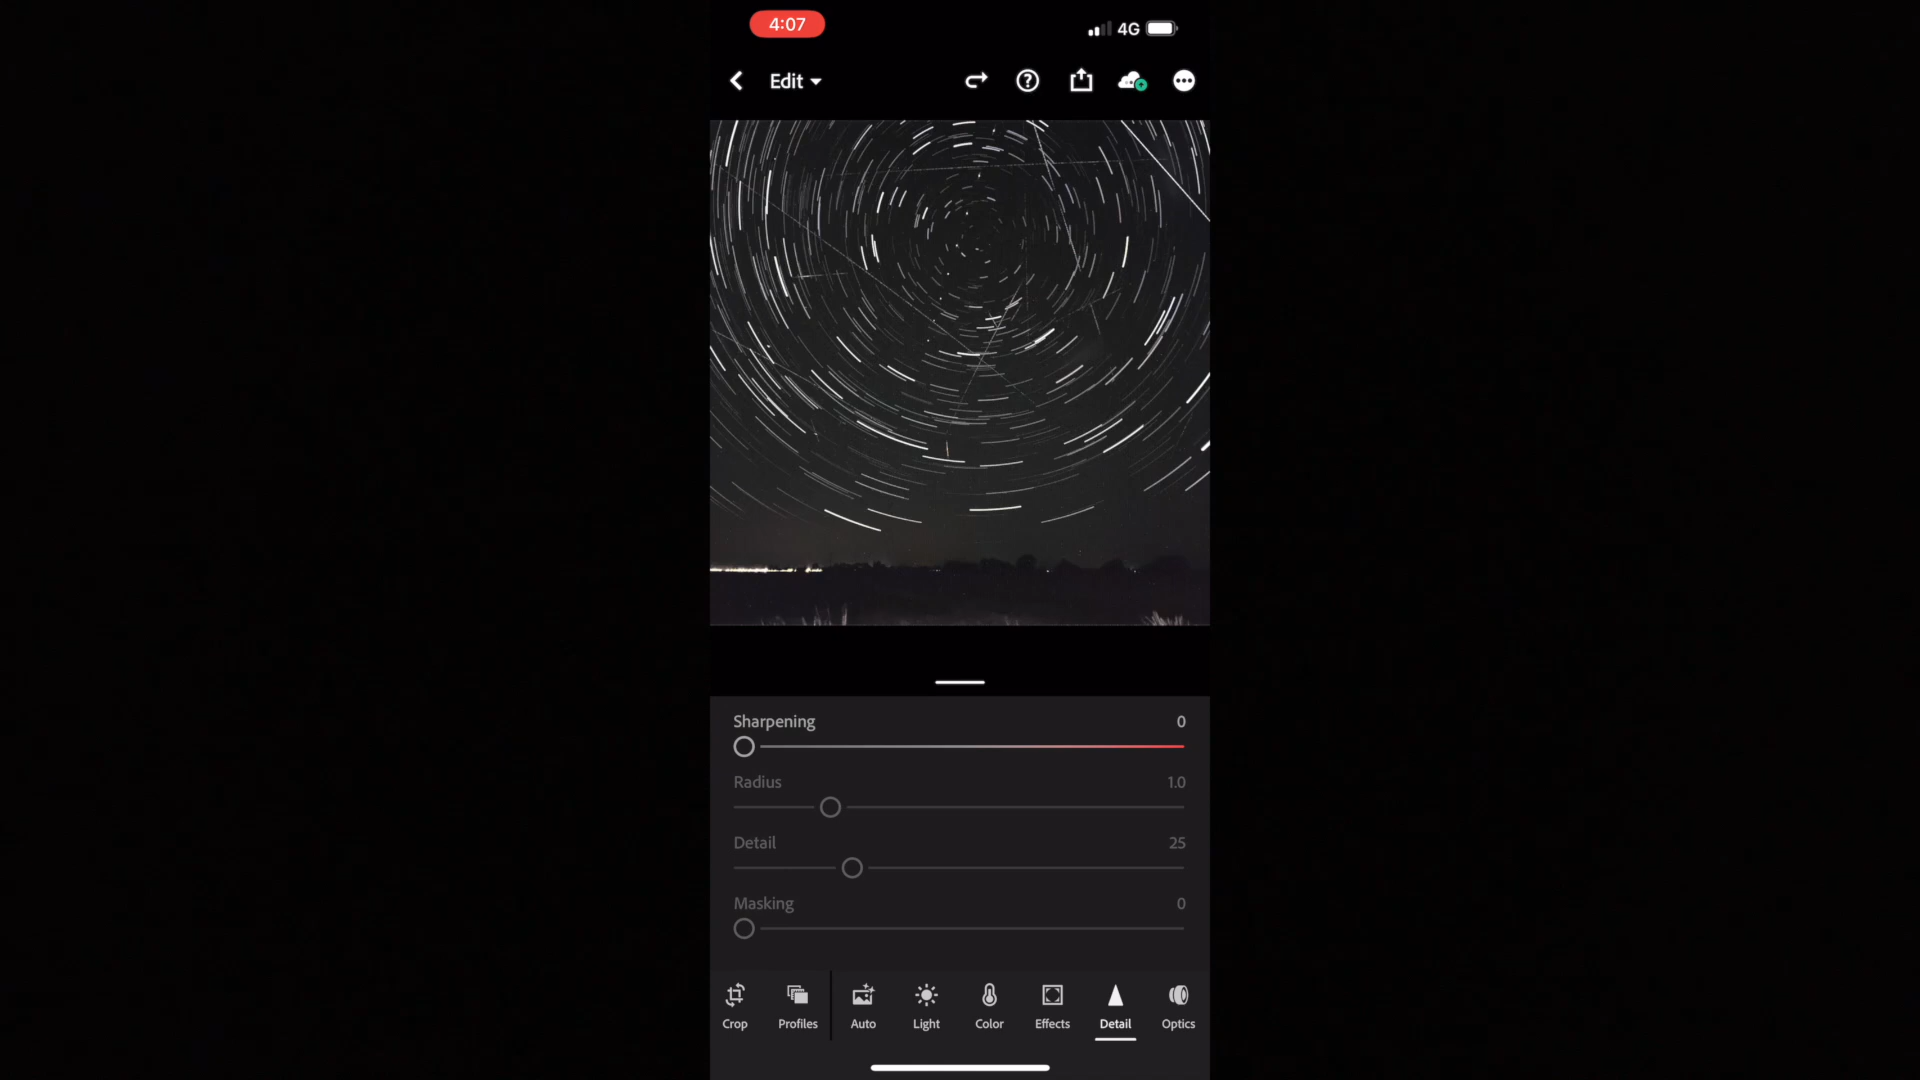 4:07 4G
Edit
Sharpening 0
Radius 1.0
Detail 25
Masking 0
Crop Profiles Auto Light Color Effects Detail Optics